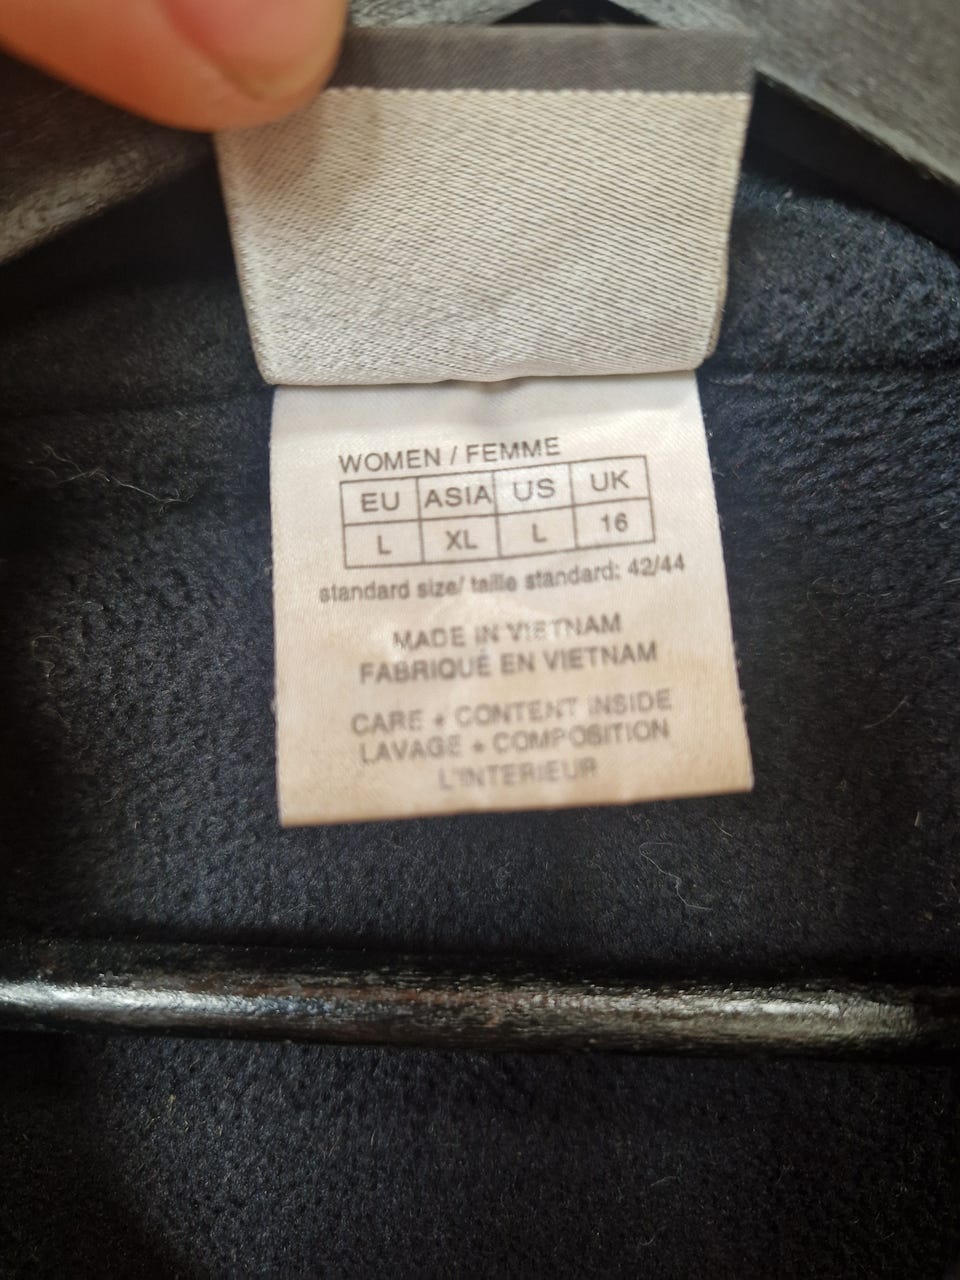 WOMEN / FEMME
EU ASIA US UK
L XL L 16
standard size/ taille standard: 42/44
MADE IN VIETNAM
FABRIQUÉ EN VIETNAM
CARE + CONTENT INSIDE
LAVAGE + COMPOSITION
L'INTERIEUR